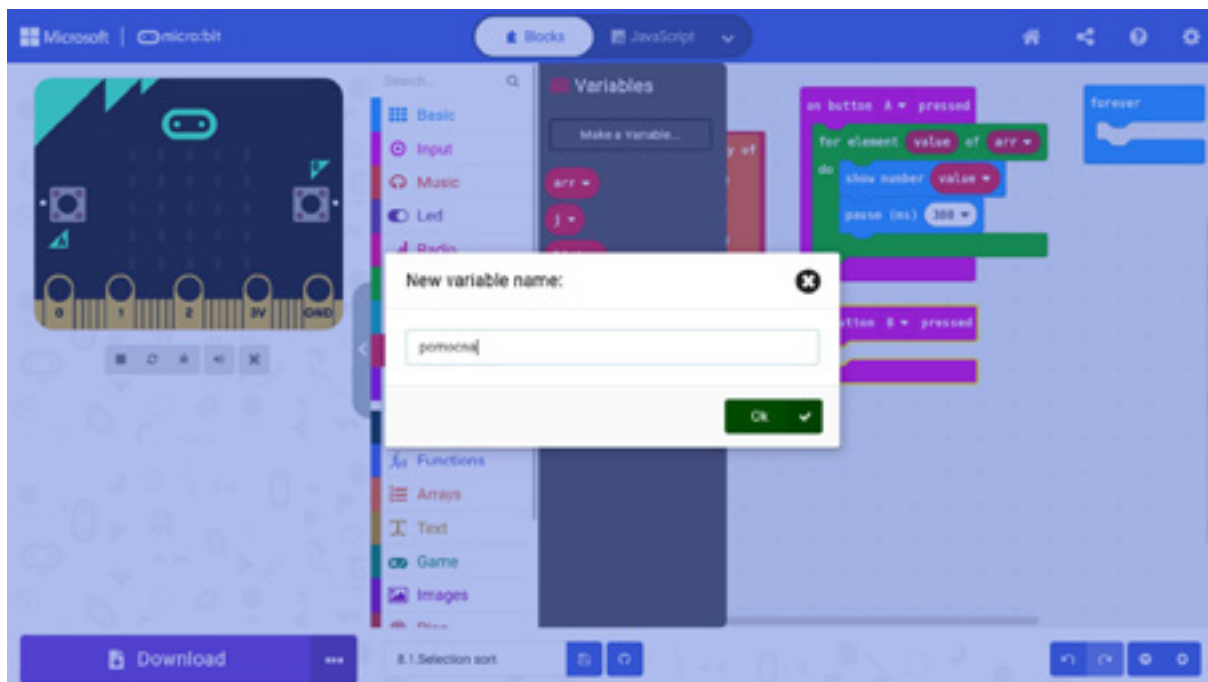 Microsoft | micro:bit
Blocks
JavaScript
Search...
Basic
Input
Music
Led
Radio
Functions
Arrays
Text
Game
Images
Variables
Make a Variable...
arr
j
y of
on button A pressed
for element value of arr
do
show number value
pause (ms) 300
forever
button B pressed
New variable name:
pomocna
Ok
0 1 2 3V GND
A
Download
8.1.Selection sort